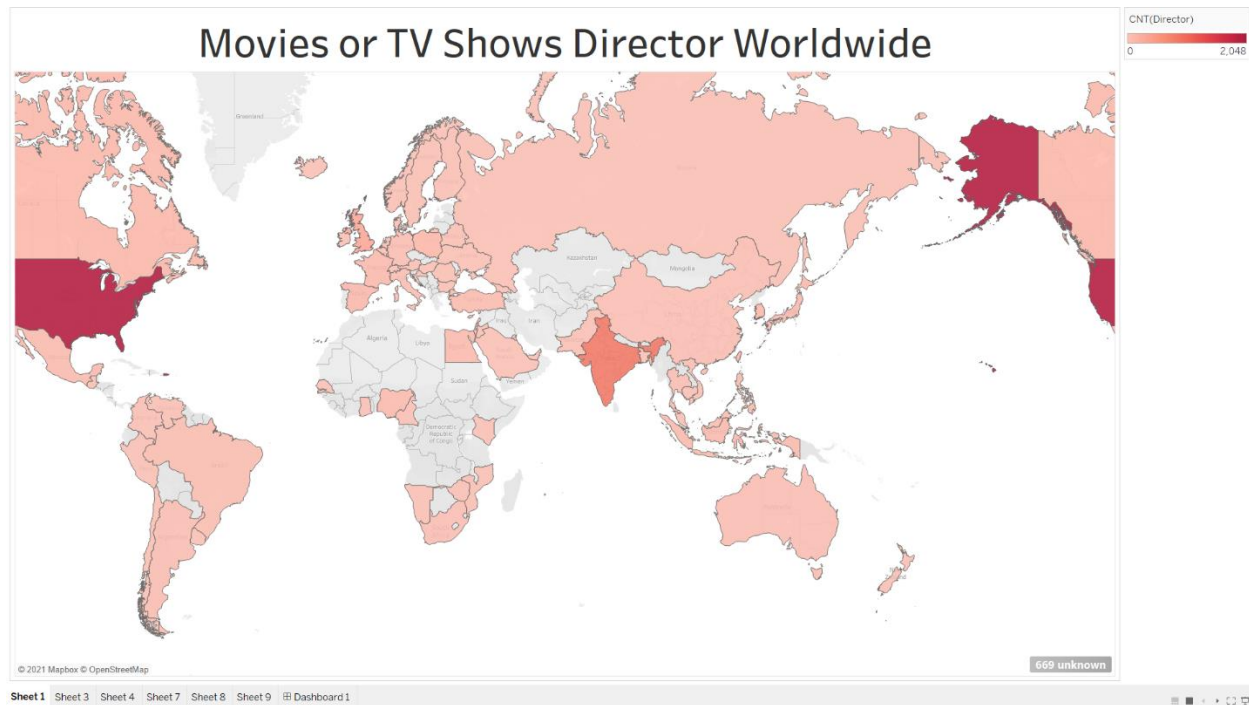 Movies or TV Shows Director Worldwide
CNT(Director)
0 2,048
Greenland
Kazakhstan
Mongolia
Iraq Iran
Algeria Libya
Sudan Yemen
Democratic
Republic
of Congo
© 2021 Mapbox © OpenStreetMap
669 unknown
Sheet 1 Sheet 3 Sheet 4 Sheet 7 Sheet 8 Sheet 9 Dashboard 1